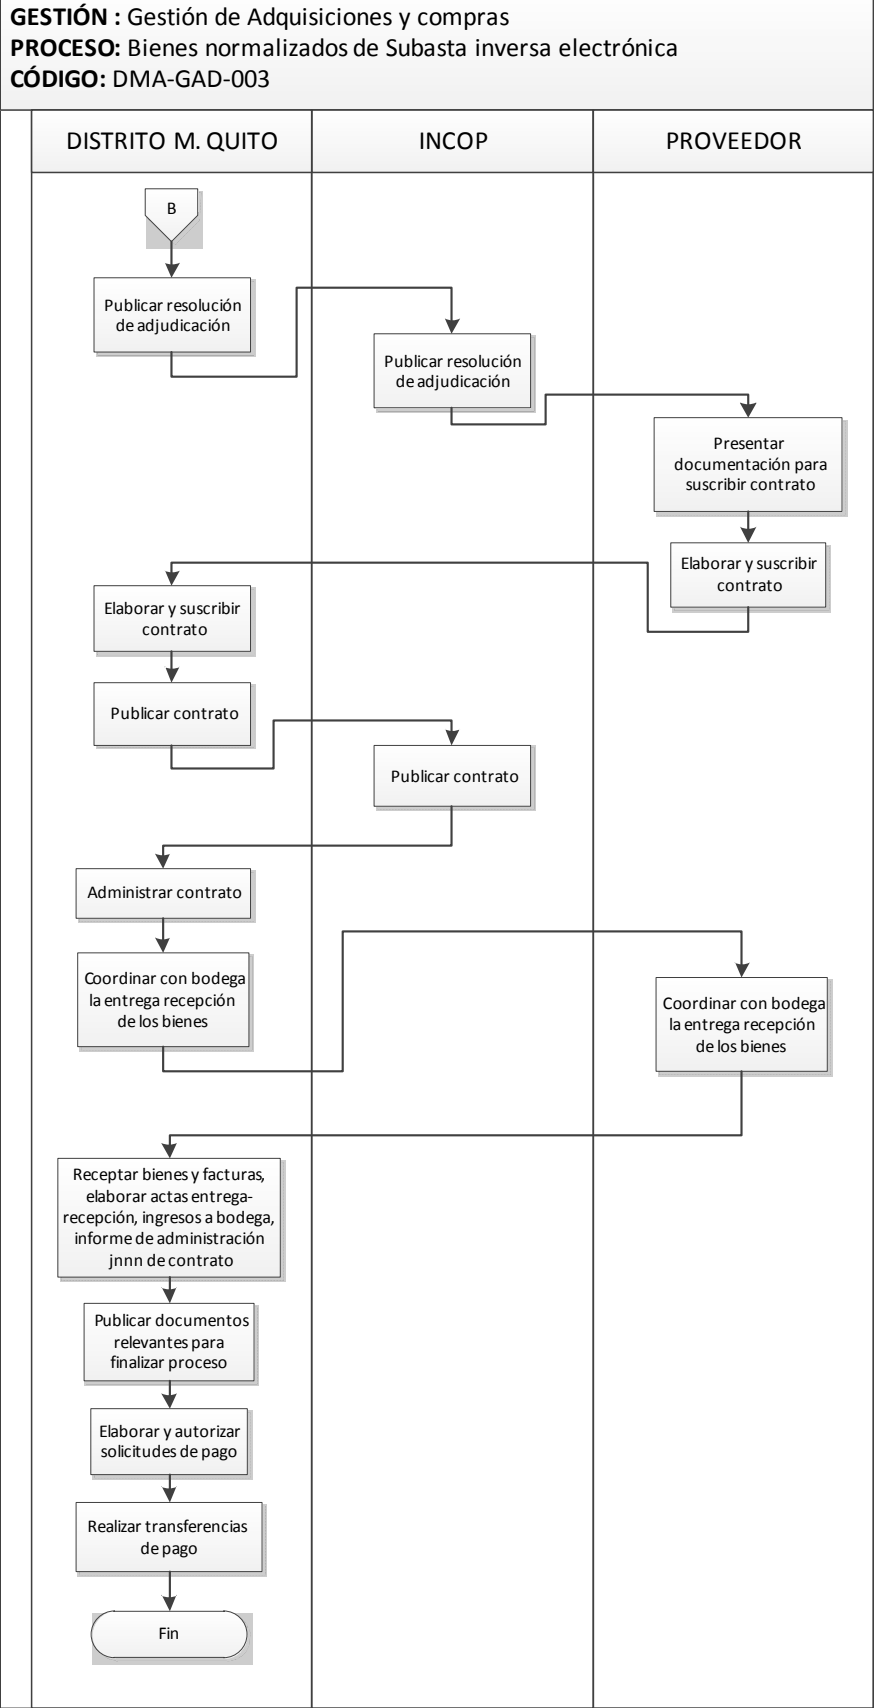 GESTIÓN : Gestión de Adquisiciones y compras
PROCESO: Bienes normalizados de Subasta inversa electrónica
CÓDIGO: DMA-GAD-003
DISTRITO M. QUITO
INCOP
PROVEEDOR
B
Publicar resolución
de adjudicación
Publicar resolución
de adjudicación
Presentar
documentación para
suscribir contrato
Elaborar y suscribir
contrato
Elaborar y suscribir
contrato
Publicar contrato
Publicar contrato
Administrar contrato
Coordinar con bodega
la entrega recepción
de los bienes
Coordinar con bodega
la entrega recepción
de los bienes
Receptar bienes y facturas,
elaborar actas entrega-
recepción, ingresos a bodega,
informe de administración
jnnn de contrato
Publicar documentos
relevantes para
finalizar proceso
Elaborar y autorizar
solicitudes de pago
Realizar transferencias
de pago
Fin